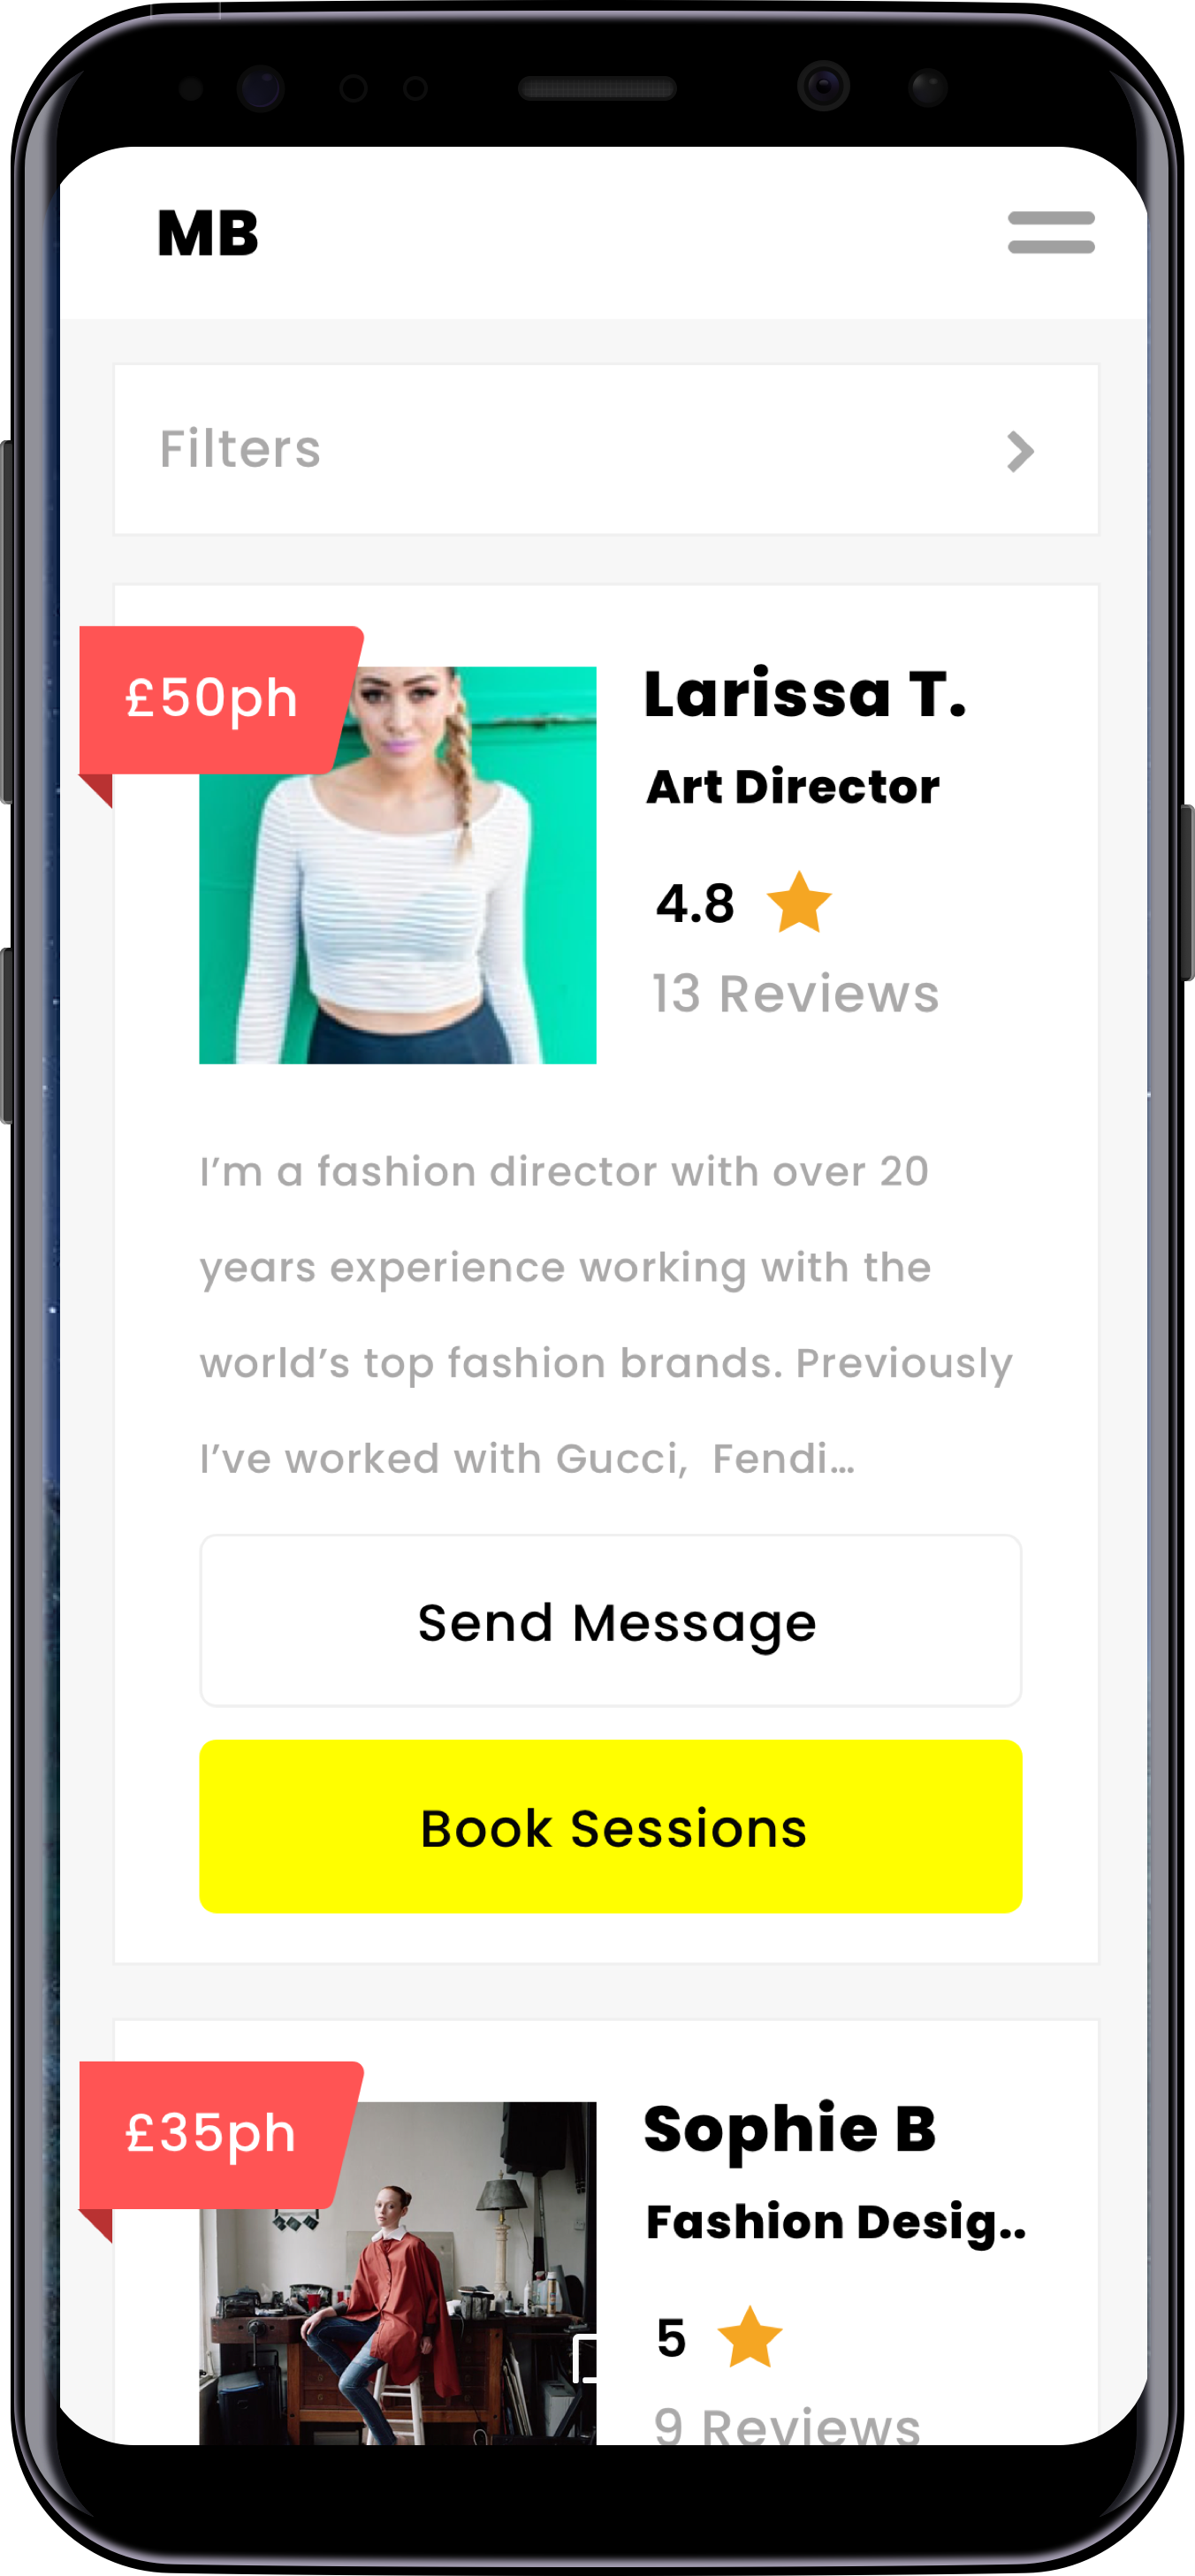 MB
Filters
£50ph
Larissa T.
Art Director
4.8
13 Reviews
I’m a fashion director with over 20
years experience working with the
world’s top fashion brands. Previously
I’ve worked with Gucci,  Fendi…
Send Message
Book Sessions
£35ph
Sophie B
Fashion Desig..
5
9 Reviews